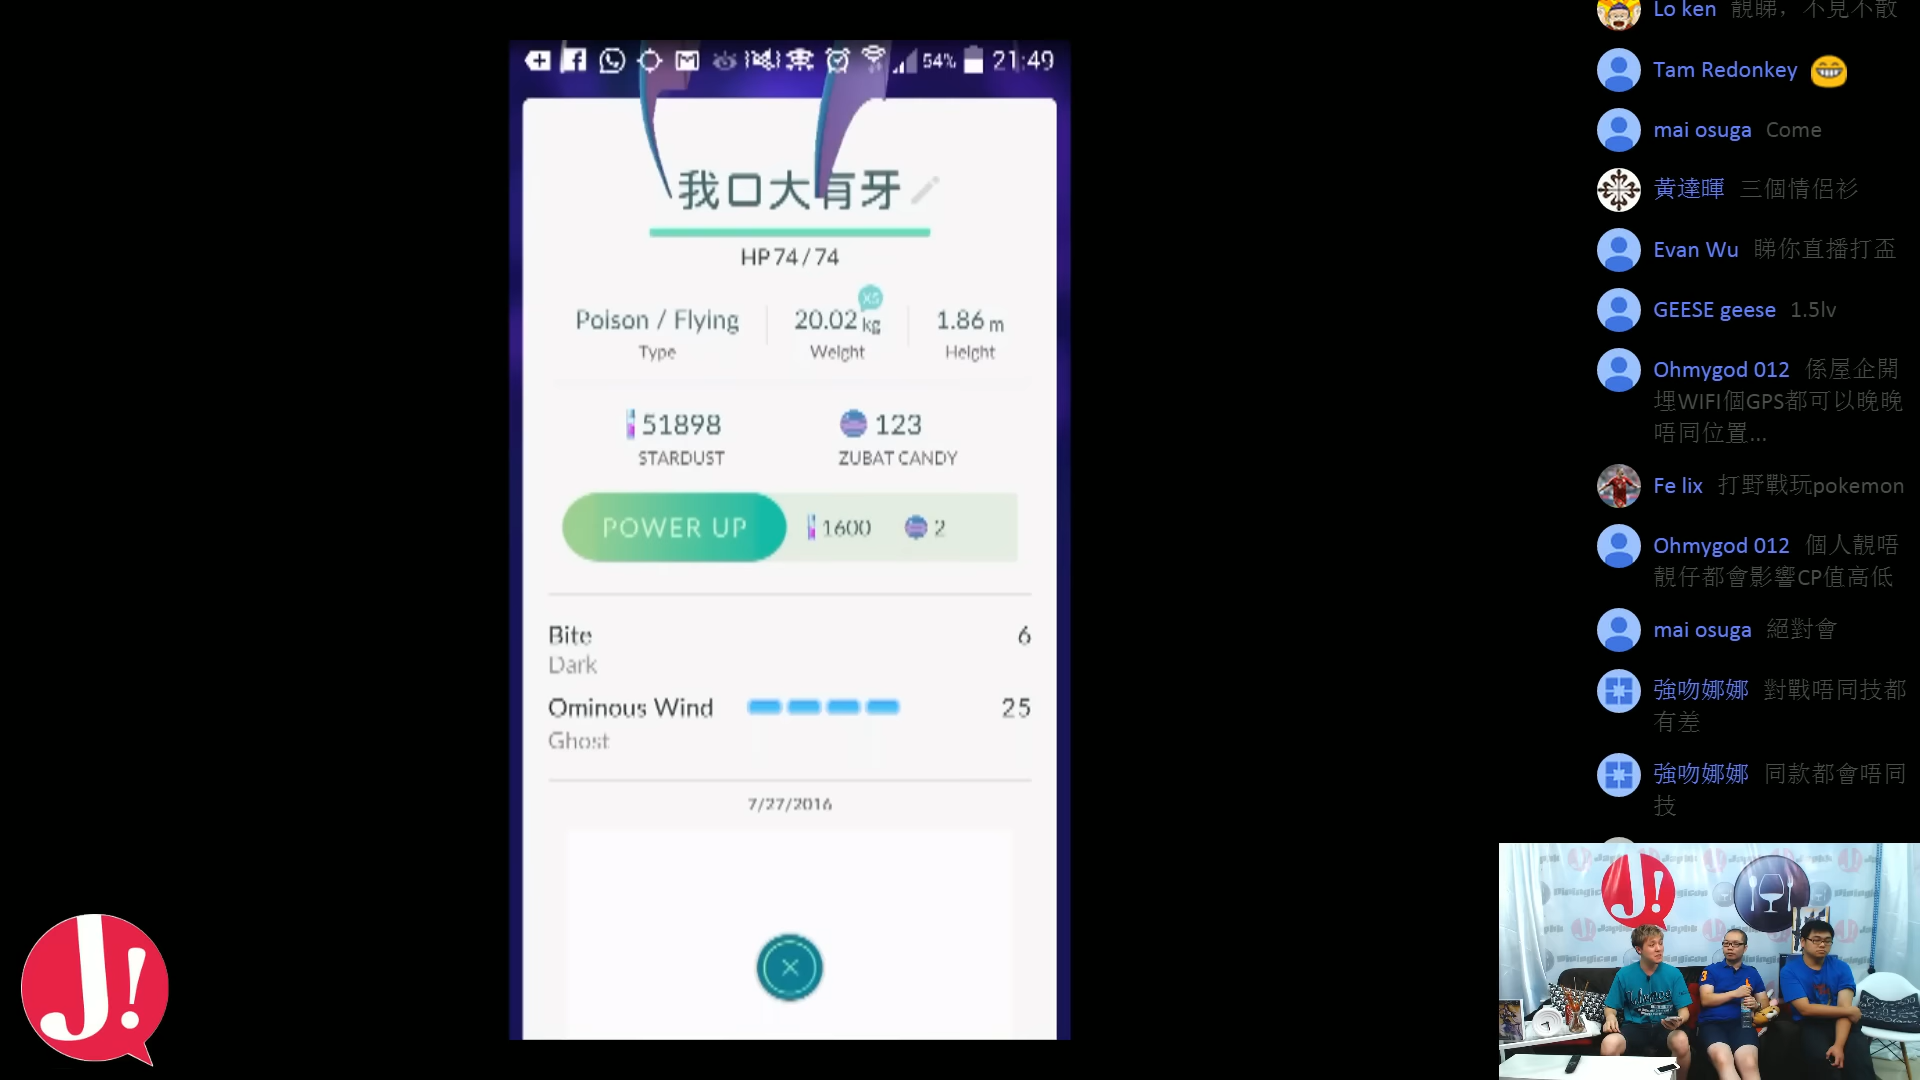 54% 21:49
我口大有牙
HP 74 / 74
XS
Poison / Flying
Type
20.02 kg
Weight
1.86 m
Height
51898
STARDUST
123
ZUBAT CANDY
POWER UP
1600
2
Bite
6
Dark
Ominous Wind
25
Ghost
7/27/2016
J!
Lo ken 靚睇，不見不散
Tam Redonkey
mai osuga Come
黃達暉 三個情侶衫
Evan Wu 睇你直播打盃
GEESE geese 1.5lv
Ohmygod 012 係屋企開
埋WIFI個GPS都可以晚晚
唔同位置...
Fe lix 打野戰玩pokemon
Ohmygod 012 個人靚唔
靚仔都會影響CP值高低
mai osuga 絕對會
強吻娜娜 對戰唔同技都
有差
強吻娜娜 同款都會唔同
技
J!